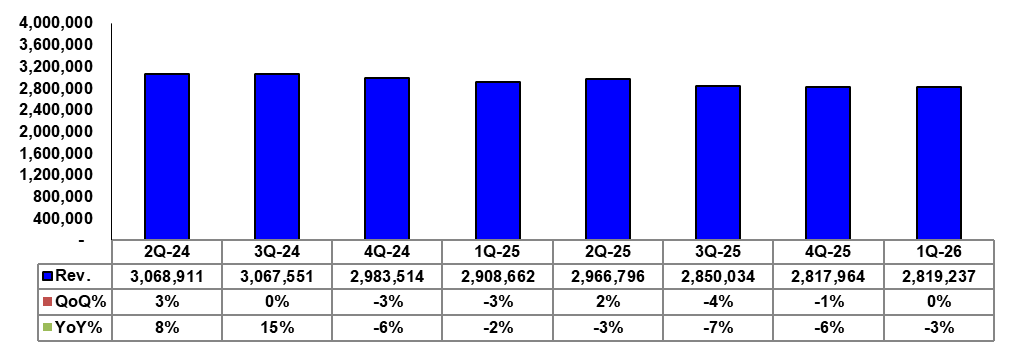 4,000,000
3,600,000
3,200,000
2,800,000
2,400,000
2,000,000
1,600,000
1,200,000
800,000
400,000
-
2Q-24 3Q-24 4Q-24 1Q-25 2Q-25 3Q-25 4Q-25 1Q-26
Rev. 3,068,911 3,067,551 2,983,514 2,908,662 2,966,796 2,850,034 2,817,964 2,819,237
QoQ% 3% 0% -3% -3% 2% -4% -1% 0%
YoY% 8% 15% -6% -2% -3% -7% -6% -3%